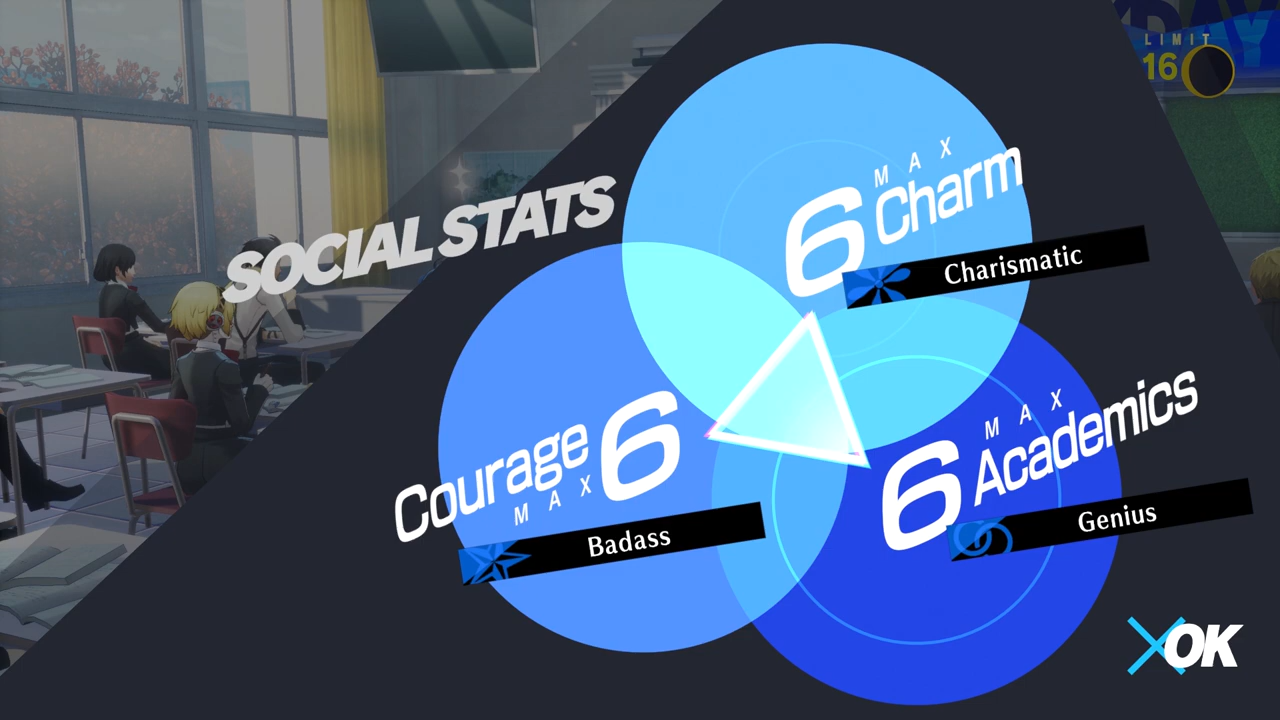 LIMIT
16
SOCIAL STATS
MAX
6 Charm
Charismatic
Courage 6
MAX
Badass
MAX
6 Academics
Genius
OK